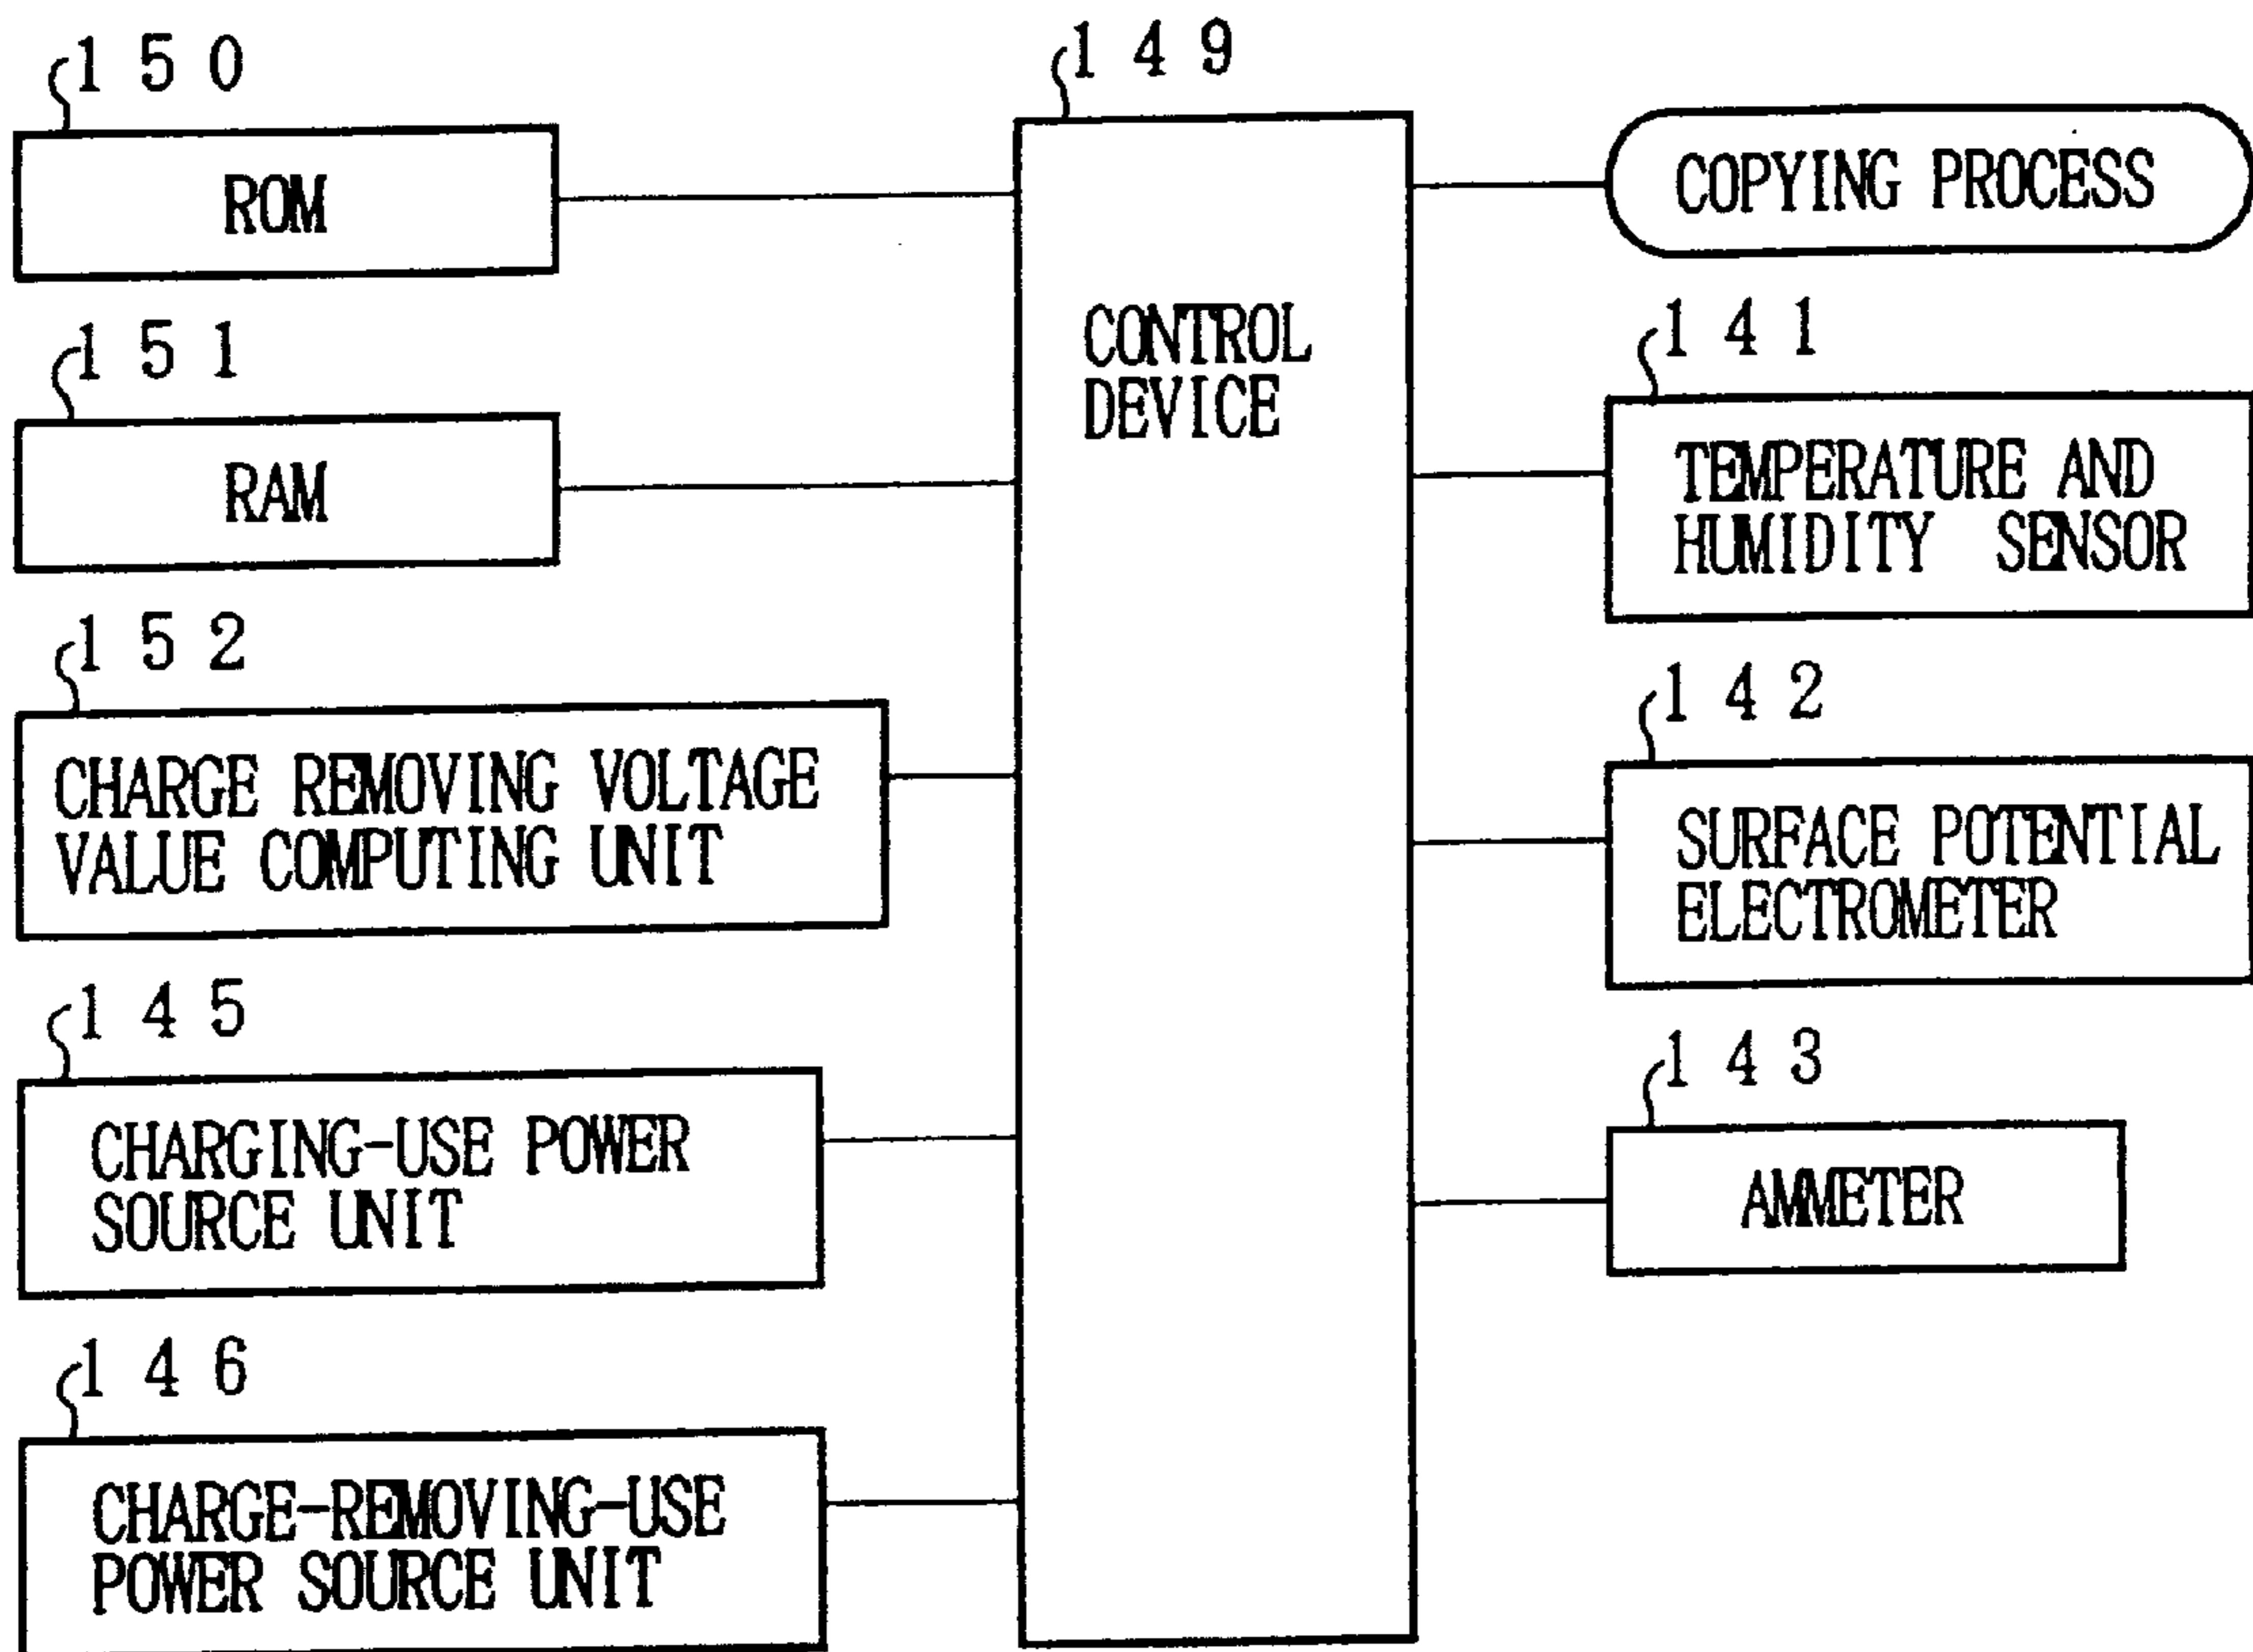 150
ROM
151
RAM
152
CHARGE REMOVING VOLTAGE
VALUE COMPUTING UNIT
145
CHARGING-USE POWER
SOURCE UNIT
146
CHARGE-REMOVING-USE
POWER SOURCE UNIT
149
CONTROL
DEVICE
COPYING PROCESS
141
TEMPERATURE AND
HUMIDITY SENSOR
142
SURFACE POTENTIAL
ELECTROMETER
143
AMMETER